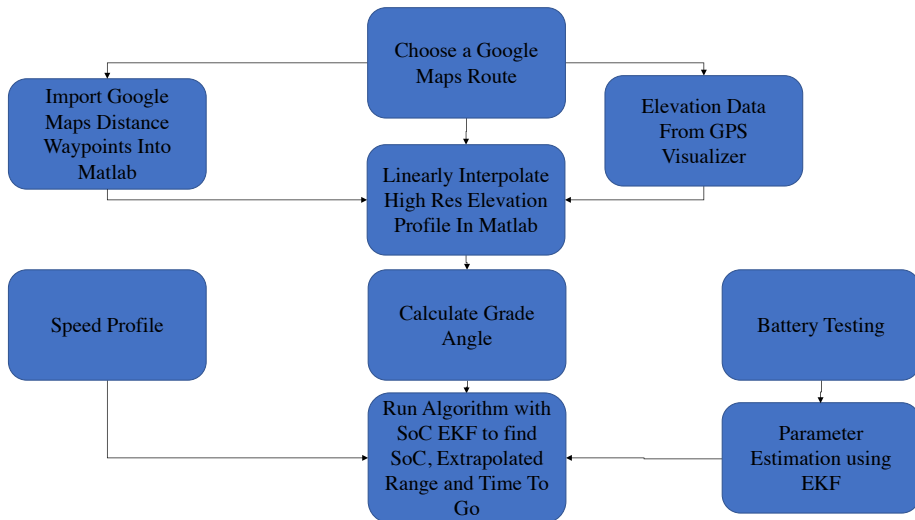 Choose a Google
Maps Route
Import Google
Maps Distance
Waypoints Into
Matlab
Elevation Data
From GPS
Visualizer
Linearly Interpolate
High Res Elevation
Profile In Matlab
Speed Profile
Calculate Grade
Angle
Battery Testing
Run Algorithm with
SoC EKF to find
SoC, Extrapolated
Range and Time To
Go
Parameter
Estimation using
EKF